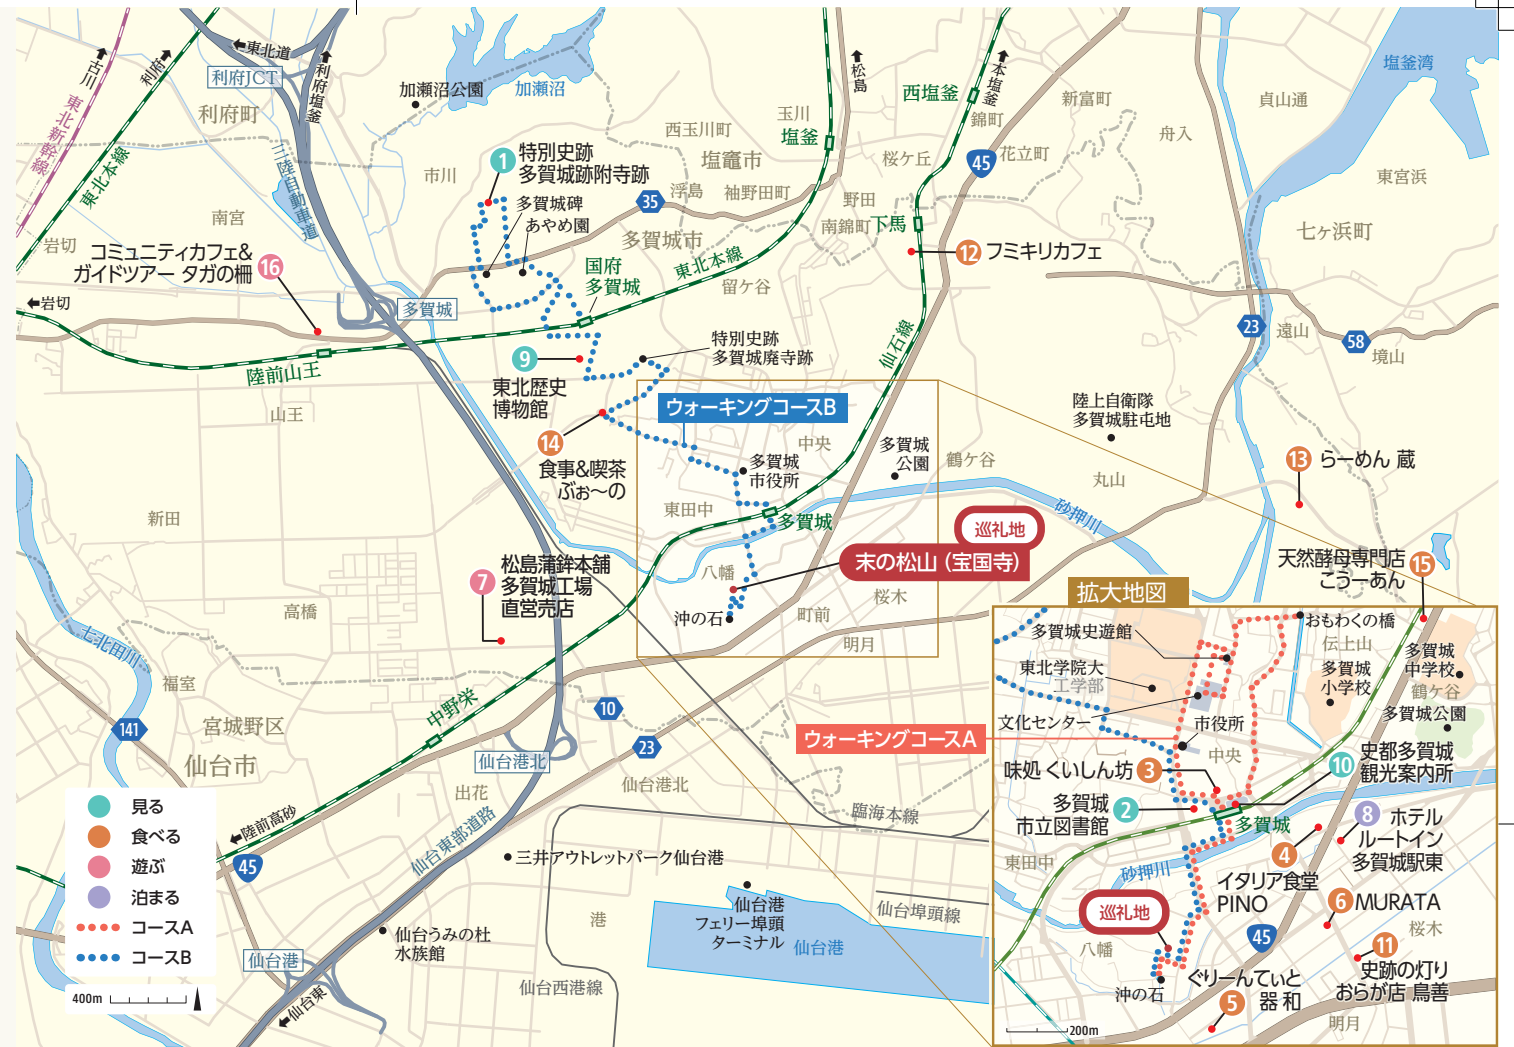 東北道
利府JCT
利府塩釜
古川
利府
東北新幹線
東北本線
利府町
加瀬沼公園
加瀬沼
松島
本塩釜
西塩釜
錦町
新富町
貞山通
塩釜湾
舟入
玉川
塩釜
西玉川町
塩竈市
桜ケ丘
花立町
45
東宮浜
三陸自動車道
市川
1
特別史跡
多賀城跡附寺跡
多賀城碑
あやめ園
35
浮島
袖野田町
野田
南錦町
下馬
七ヶ浜町
南宮
岩切
コミュニティカフェ&
ガイドツアー タガの柵
16
多賀城市
国府
多賀城
東北本線
留ケ谷
12
フミキリカフェ
岩切
多賀城
陸前山王
山王
9
東北歴史
博物館
特別史跡
多賀城廃寺跡
仙石線
23
遠山
58
境山
ウォーキングコースB
14
食事&喫茶
ぶぉ〜の
中央
多賀城
市役所
多賀城
公園
鶴ケ谷
陸上自衛隊
多賀城駐屯地
丸山
13
らーめん 蔵
新田
東田中
多賀城
砂押川
巡礼地
末の松山（宝国寺）
7
松島蒲鉾本舗
多賀城工場
直営売店
八幡
沖の石
町前
桜木
明月
天然酵母専門店
こうーあん
15
高橋
七北田川
福室
宮城野区
仙台市
141
中野栄
10
23
仙台港北
仙台港北
出花
陸前高砂
45
仙台東部道路
臨海本線
三井アウトレットパーク仙台港
仙台港
フェリー埠頭
ターミナル
仙台港
仙台埠頭線
港
仙台うみの杜
水族館
仙台港
仙台東
仙台西港線
見る
食べる
遊ぶ
泊まる
コースA
コースB
400m
拡大地図
おもわくの橋
伝上山
多賀城史遊館
東北学院大
工学部
多賀城
小学校
多賀城
中学校
鶴ケ谷
多賀城公園
文化センター
市役所
ウォーキングコースA
中央
味処 くいしん坊
3
10
史都多賀城
観光案内所
多賀城
市立図書館
2
多賀城
8
ホテル
ルートイン
多賀城駅東
東田中
砂押川
4
イタリア食堂
PINO
6
MURATA
巡礼地
45
桜木
八幡
11
史跡の灯り
おらが店 鳥善
沖の石
ぐりーんてぃと
器 和
5
明月
200m